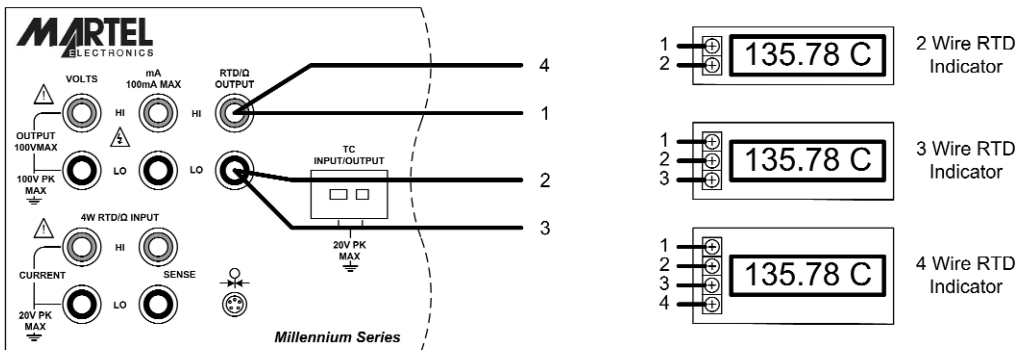 MARTEL
ELECTRONICS
VOLTS
mA
100mA MAX
RTD/Ω
OUTPUT
HI
HI
OUTPUT
100VMAX
100V PK
MAX
LO
LO
TC
INPUT/OUTPUT
20V PK
MAX
4W RTD/Ω INPUT
HI
CURRENT
SENSE
LO
20V PK
MAX
Millennium Series
4
1
2
3
1
2
135.78 C
2 Wire RTD
Indicator
1
2
3
135.78 C
3 Wire RTD
Indicator
1
2
3
4
135.78 C
4 Wire RTD
Indicator